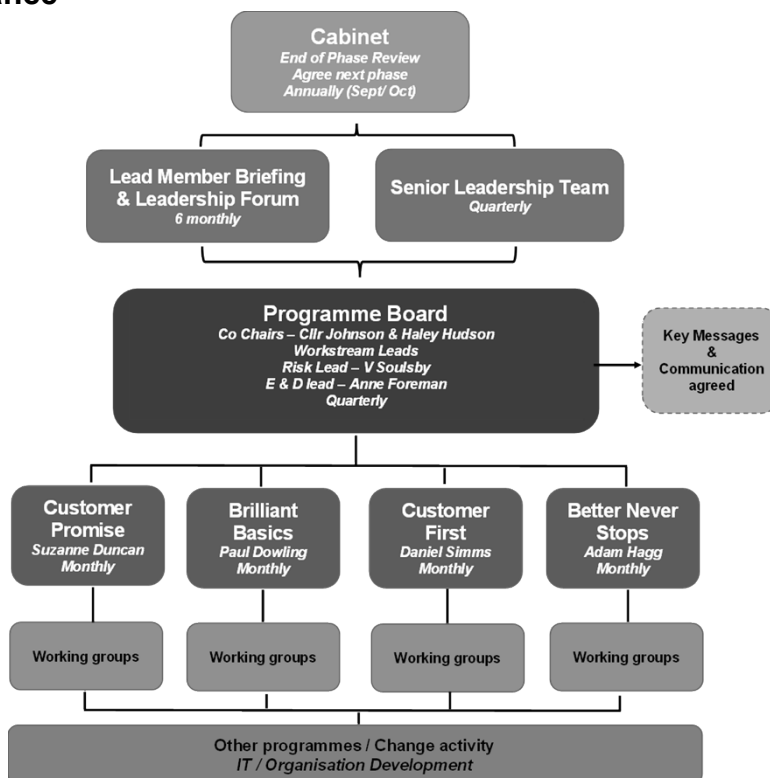 Cabinet
End of Phase Review
Agree next phase
Annually (Sept/ Oct)
Lead Member Briefing
& Leadership Forum
6 monthly
Senior Leadership Team
Quarterly
Programme Board
Co Chairs – Cllr Johnson & Haley Hudson
Workstream Leads
Risk Lead – V Soulsby
E & D lead – Anne Foreman
Quarterly
Key Messages
&
Communication
agreed
Customer
Promise
Suzanne Duncan
Monthly
Brilliant
Basics
Paul Dowling
Monthly
Customer
First
Daniel Simms
Monthly
Better Never
Stops
Adam Hagg
Monthly
Working groups
Working groups
Working groups
Working groups
Other programmes / Change activity
IT / Organisation Development